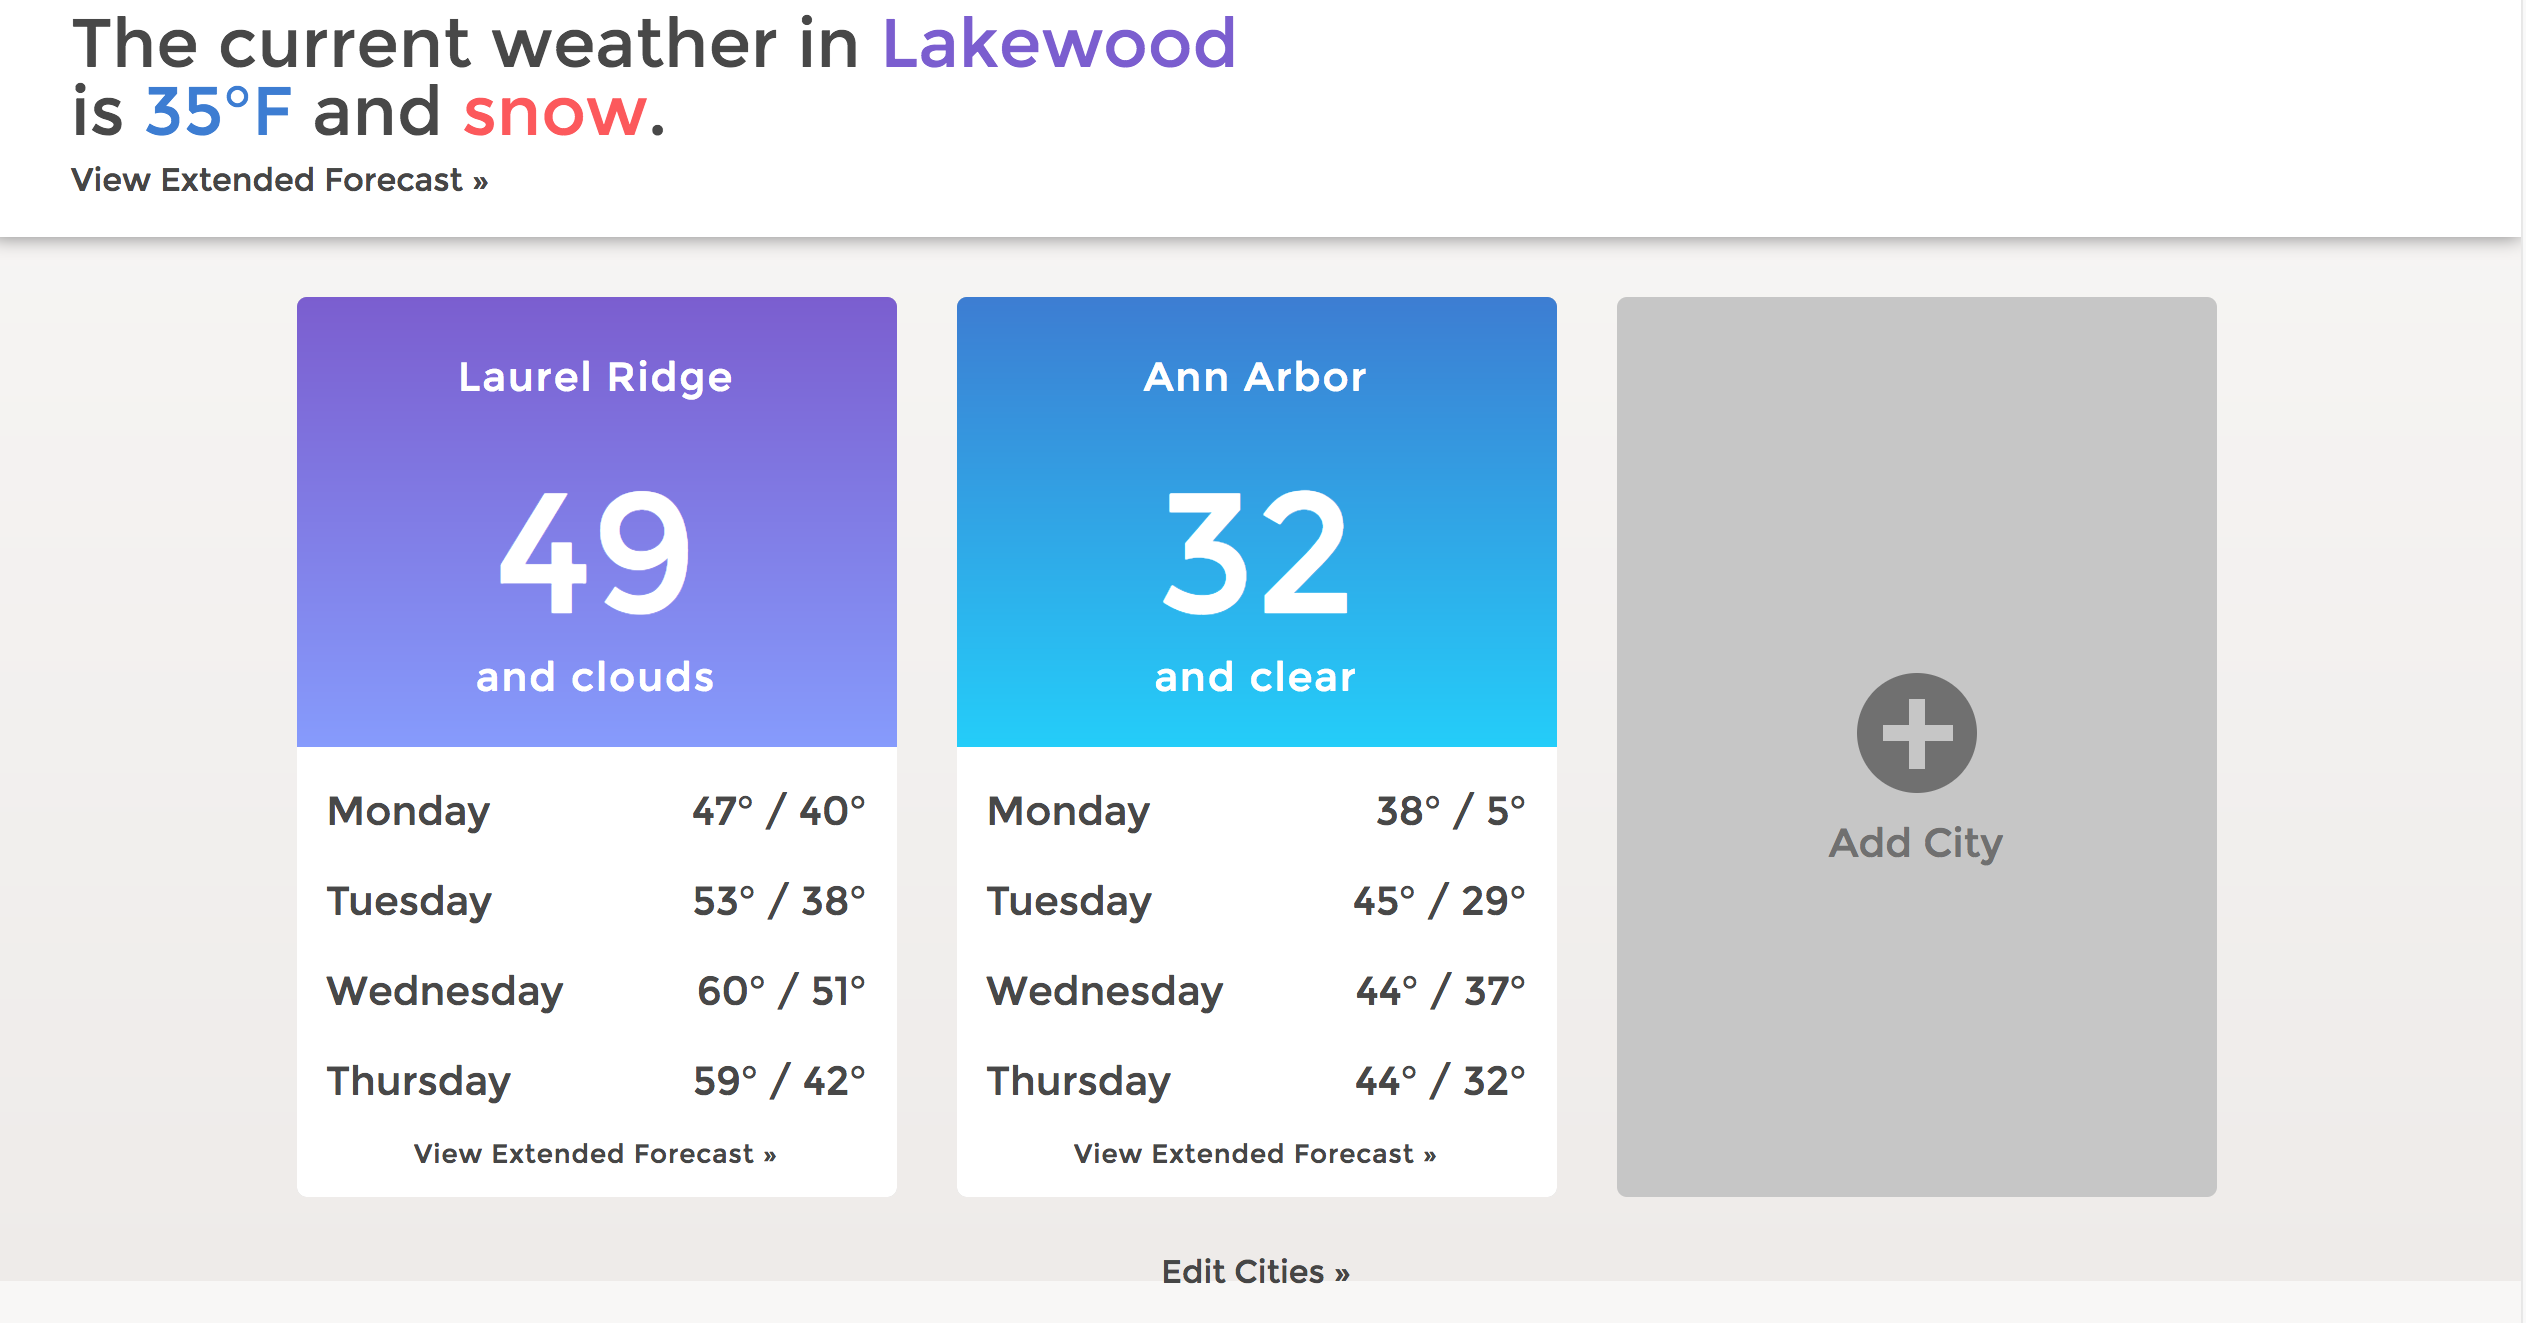 The current weather in Lakewood
is 35°F and snow.
View Extended Forecast »
Laurel Ridge
49
and clouds
Monday 47° / 40°
Tuesday 53° / 38°
Wednesday 60° / 51°
Thursday 59° / 42°
View Extended Forecast »
Ann Arbor
32
and clear
Monday 38° / 5°
Tuesday 45° / 29°
Wednesday 44° / 37°
Thursday 44° / 32°
View Extended Forecast »
Add City
Edit Cities »